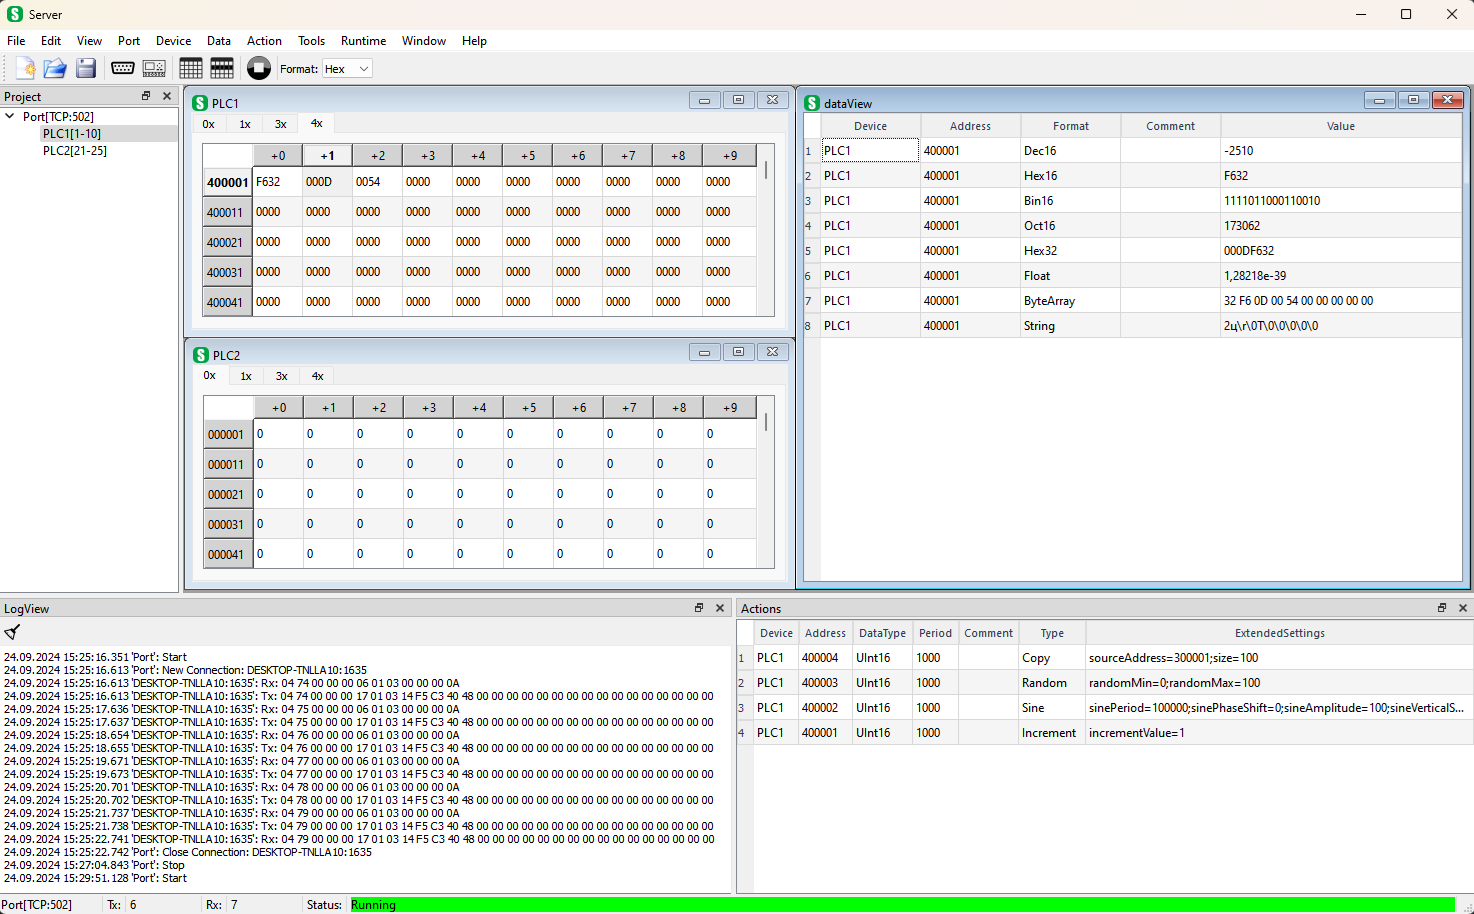 Server
File Edit View Port Device Data Action Tools Runtime Window Help
Format: Hex
Project
Port[TCP:502]
PLC1[1-10]
PLC2[21-25]
PLC1
0x 1x 3x 4x
+0 +1 +2 +3 +4 +5 +6 +7 +8 +9
400001 F632 000D 0054 0000 0000 0000 0000 0000 0000 0000
400011 0000 0000 0000 0000 0000 0000 0000 0000 0000 0000
400021 0000 0000 0000 0000 0000 0000 0000 0000 0000 0000
400031 0000 0000 0000 0000 0000 0000 0000 0000 0000 0000
400041 0000 0000 0000 0000 0000 0000 0000 0000 0000 0000
PLC2
0x 1x 3x 4x
+0 +1 +2 +3 +4 +5 +6 +7 +8 +9
000001 0 0 0 0 0 0 0 0 0 0
000011 0 0 0 0 0 0 0 0 0 0
000021 0 0 0 0 0 0 0 0 0 0
000031 0 0 0 0 0 0 0 0 0 0
000041 0 0 0 0 0 0 0 0 0 0
dataView
Device Address Format Comment Value
1 PLC1 400001 Dec16 -2510
2 PLC1 400001 Hex16 F632
3 PLC1 400001 Bin16 1111011000110010
4 PLC1 400001 Oct16 173062
5 PLC1 400001 Hex32 000DF632
6 PLC1 400001 Float 1,28218e-39
7 PLC1 400001 ByteArray 32 F6 0D 00 54 00 00 00 00 00
8 PLC1 400001 String 2ц\r\0T\0\0\0\0\0
LogView
24.09.2024 15:25:16.351 'Port': Start
24.09.2024 15:25:16.613 'Port': New Connection: DESKTOP-TNLLA10:1635
24.09.2024 15:25:16.613 'DESKTOP-TNLLA10:1635': Rx: 04 74 00 00 00 06 01 03 00 00 00 0A
24.09.2024 15:25:16.613 'DESKTOP-TNLLA10:1635': Tx: 04 74 00 00 00 17 01 03 14 F5 C3 40 48 00 00 00 00 00 00 00 00 00 00 00 00 00 00 00 00
24.09.2024 15:25:17.636 'DESKTOP-TNLLA10:1635': Rx: 04 75 00 00 00 06 01 03 00 00 00 0A
24.09.2024 15:25:17.637 'DESKTOP-TNLLA10:1635': Tx: 04 75 00 00 00 17 01 03 14 F5 C3 40 48 00 00 00 00 00 00 00 00 00 00 00 00 00 00 00 00
24.09.2024 15:25:18.654 'DESKTOP-TNLLA10:1635': Rx: 04 76 00 00 00 06 01 03 00 00 00 0A
24.09.2024 15:25:18.655 'DESKTOP-TNLLA10:1635': Tx: 04 76 00 00 00 17 01 03 14 F5 C3 40 48 00 00 00 00 00 00 00 00 00 00 00 00 00 00 00 00
24.09.2024 15:25:19.671 'DESKTOP-TNLLA10:1635': Rx: 04 77 00 00 00 06 01 03 00 00 00 0A
24.09.2024 15:25:19.673 'DESKTOP-TNLLA10:1635': Tx: 04 77 00 00 00 17 01 03 14 F5 C3 40 48 00 00 00 00 00 00 00 00 00 00 00 00 00 00 00 00
24.09.2024 15:25:20.701 'DESKTOP-TNLLA10:1635': Rx: 04 78 00 00 00 06 01 03 00 00 00 0A
24.09.2024 15:25:20.702 'DESKTOP-TNLLA10:1635': Tx: 04 78 00 00 00 17 01 03 14 F5 C3 40 48 00 00 00 00 00 00 00 00 00 00 00 00 00 00 00 00
24.09.2024 15:25:21.737 'DESKTOP-TNLLA10:1635': Rx: 04 79 00 00 00 06 01 03 00 00 00 0A
24.09.2024 15:25:21.738 'DESKTOP-TNLLA10:1635': Tx: 04 79 00 00 00 17 01 03 14 F5 C3 40 48 00 00 00 00 00 00 00 00 00 00 00 00 00 00 00 00
24.09.2024 15:25:22.741 'DESKTOP-TNLLA10:1635': Rx: 04 79 00 00 00 17 01 03 14 F5 C3 40 48 00 00 00 00 00 00 00 00 00 00 00 00 00 00 00 00
24.09.2024 15:25:22.742 'Port': Close Connection: DESKTOP-TNLLA10:1635
24.09.2024 15:27:04.843 'Port': Stop
24.09.2024 15:29:51.128 'Port': Start
Actions
Device Address DataType Period Comment Type ExtendedSettings
1 PLC1 400004 UInt16 1000 Copy sourceAddress=300001;size=100
2 PLC1 400003 UInt16 1000 Random randomMin=0;randomMax=100
3 PLC1 400002 UInt16 1000 Sine sinePeriod=100000;sinePhaseShift=0;sineAmplitude=100;sineVerticalS...
4 PLC1 400001 UInt16 1000 Increment incrementValue=1
Port[TCP:502] Tx: 6 Rx: 7 Status: Running